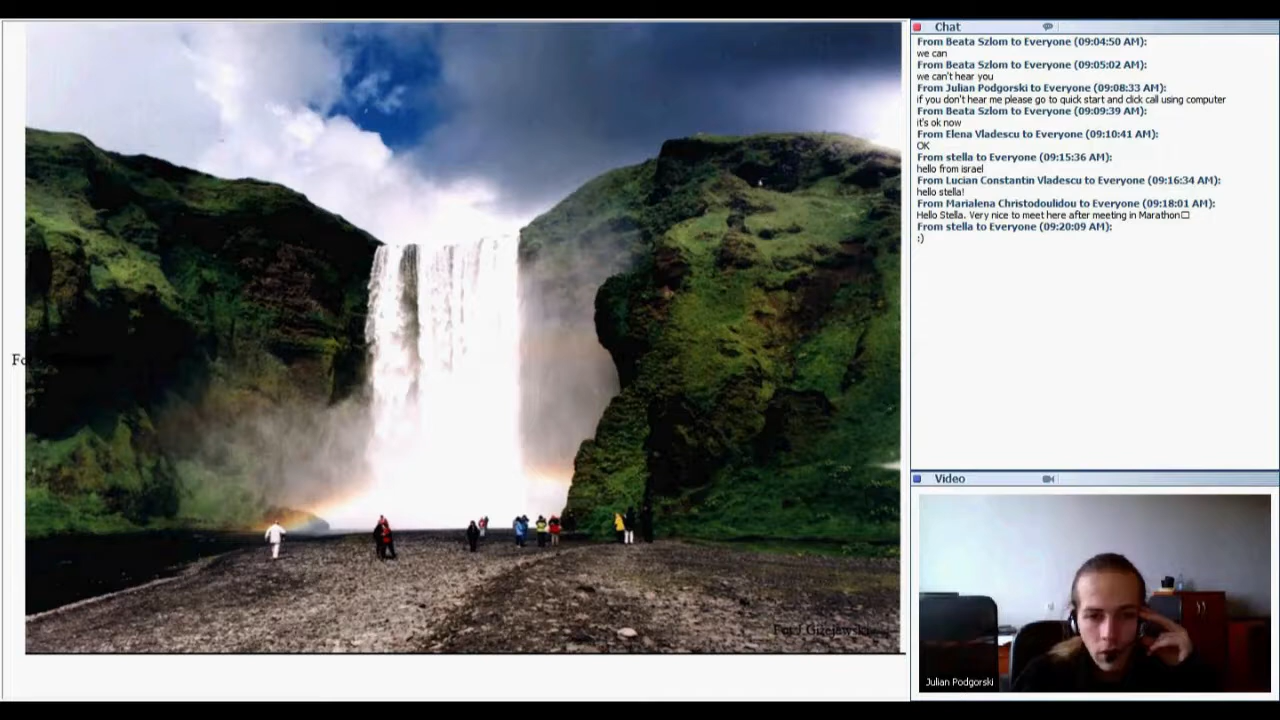 Chat
From Beata Szlom to Everyone (09:04:50 AM):
we can
From Beata Szlom to Everyone (09:05:02 AM):
we can't hear you
From Julian Podgorski to Everyone (09:08:33 AM):
if you don't hear me please go to quick start and click call using computer
From Beata Szlom to Everyone (09:09:39 AM):
it's ok now
From Elena Vladescu to Everyone (09:10:41 AM):
OK
From stella to Everyone (09:15:36 AM):
hello from israel
From Lucian Constantin Vladescu to Everyone (09:16:34 AM):
hello stella!
From Marialena Christodoulidou to Everyone (09:18:01 AM):
Hello Stella. Very nice to meet here after meeting in Marathon□
From stella to Everyone (09:20:09 AM):
:)
Fo
Video
Julian Podgorski